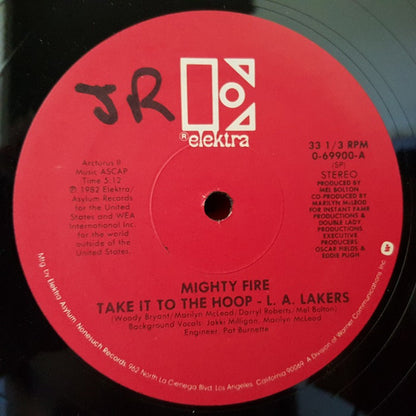 JR
® elektra
Arcturus II
Music ASCAP
Time 5:12
℗ 1982 Elektra/
Asylum Records
for the United
States and WEA
International Inc.
for the world
outside of the
United States
33 1/3 RPM
0-69900-A
(SP)
STEREO
PRODUCED BY
MEL BOLTON
CO-PRODUCED BY
MARILYN McLEOD
FOR INSTANT FAME
PRODUCTIONS &
DOUBLE LADY
PRODUCTIONS
EXECUTIVE
PRODUCERS:
OSCAR FIELDS &
EDDIE PUGH
MIGHTY FIRE
TAKE IT TO THE HOOP - L. A. LAKERS
(Woody Bryant/Marilyn McLeod/Darryl Roberts/Mel Bolton)
Background Vocals: Jakki Milligan, Marilyn McLeod
Engineer, Pat Burnette
Mfg. by Elektra/Asylum/Nonesuch Records, 962 North La Cienega Blvd. Los Angeles, California 90069. A Division of Warner Communications Inc.